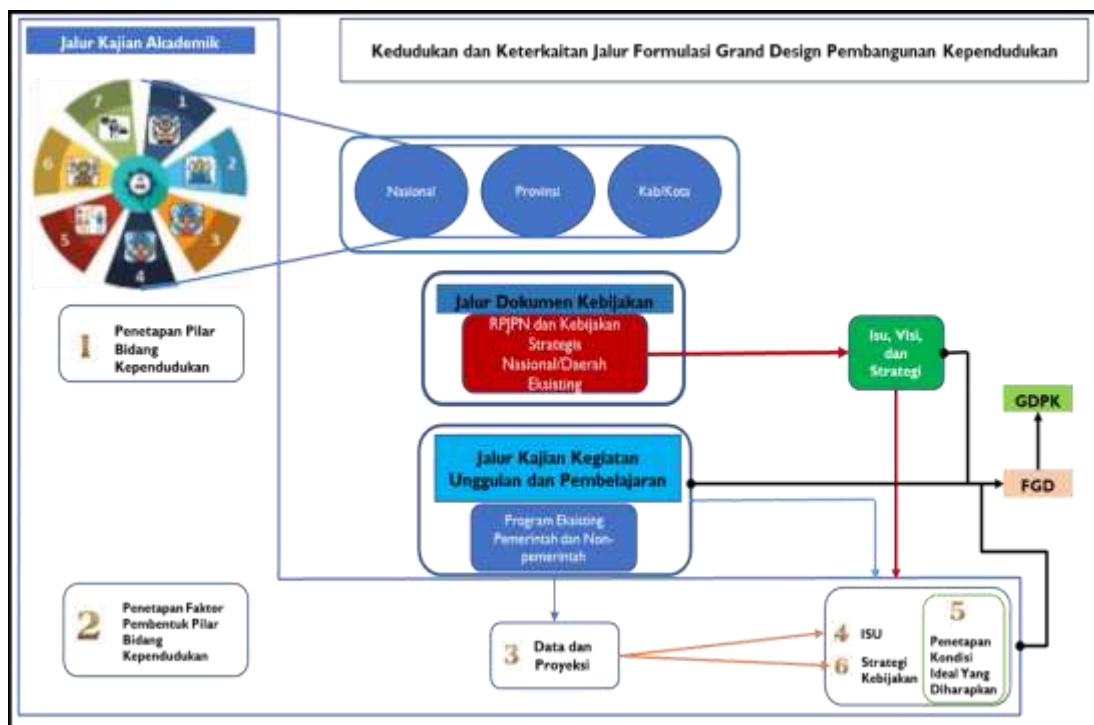 Jalur Kajian Akademik
Kedudukan dan Keterkaitan Jalur Formulasi Grand Design Pembangunan Kependudukan
7
1
6
2
5
3
4
Nasional
Provinsi
Kab/Kota
Jalur Dokumen Kebijakan
RPJPN dan Kebijakan
Strategis
Nasional/Daerah
Eksisting
Isu, Visi,
dan
Strategi
1
Penetapan Pilar
Bidang
Kependudukan
GDPK
Jalur Kajian Kegiatan
Unggulan dan Pembelajaran
FGD
Program Eksisting
Pemerintah dan Non-
pemerintah
2
Penetapan Faktor
Pembentuk Pilar
Bidang
Kependudukan
3
Data dan
Proyeksi
4
ISU
6
Strategi
Kebijakan
5
Penetapan
Kondisi
Ideal Yang
Diharapkan